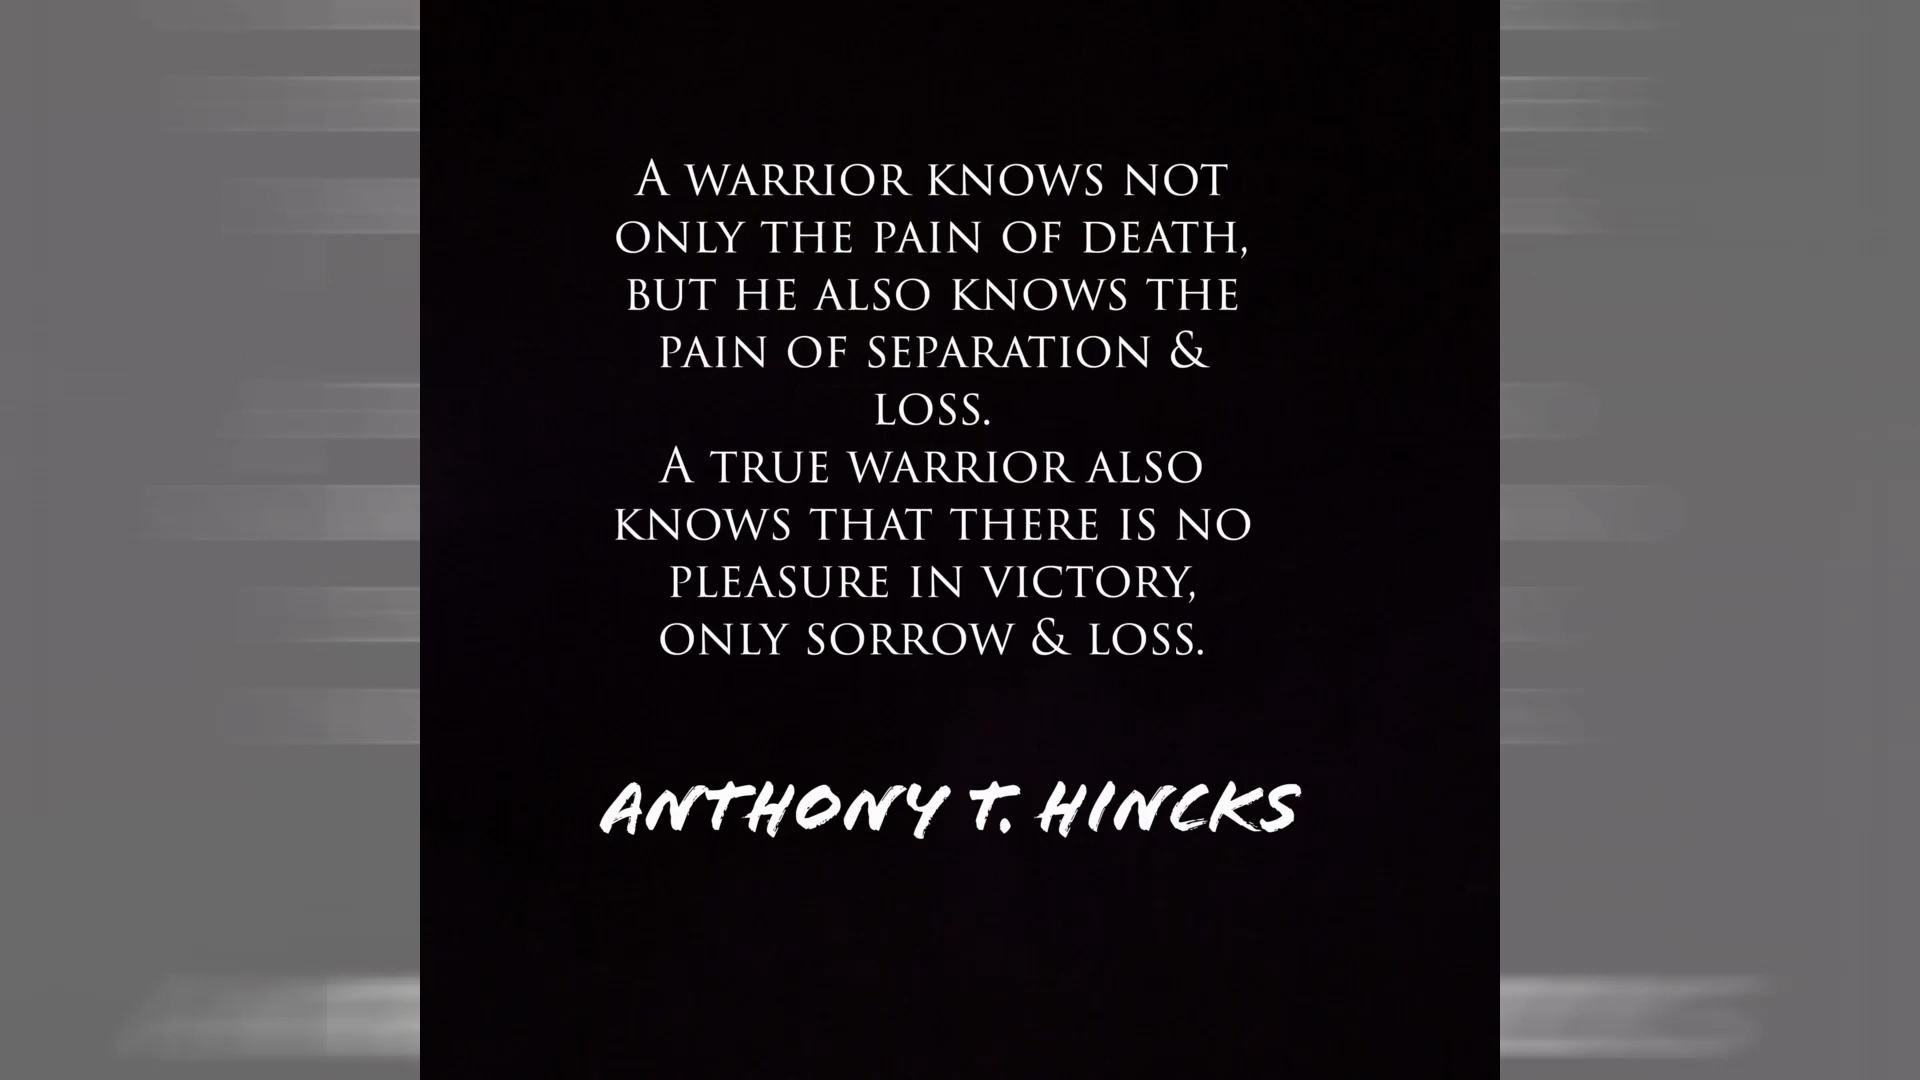 A WARRIOR KNOWS NOT
ONLY THE PAIN OF DEATH,
BUT HE ALSO KNOWS THE
PAIN OF SEPARATION &
LOSS.
A TRUE WARRIOR ALSO
KNOWS THAT THERE IS NO
PLEASURE IN VICTORY,
ONLY SORROW & LOSS.
ANTHONY T. HINCKS